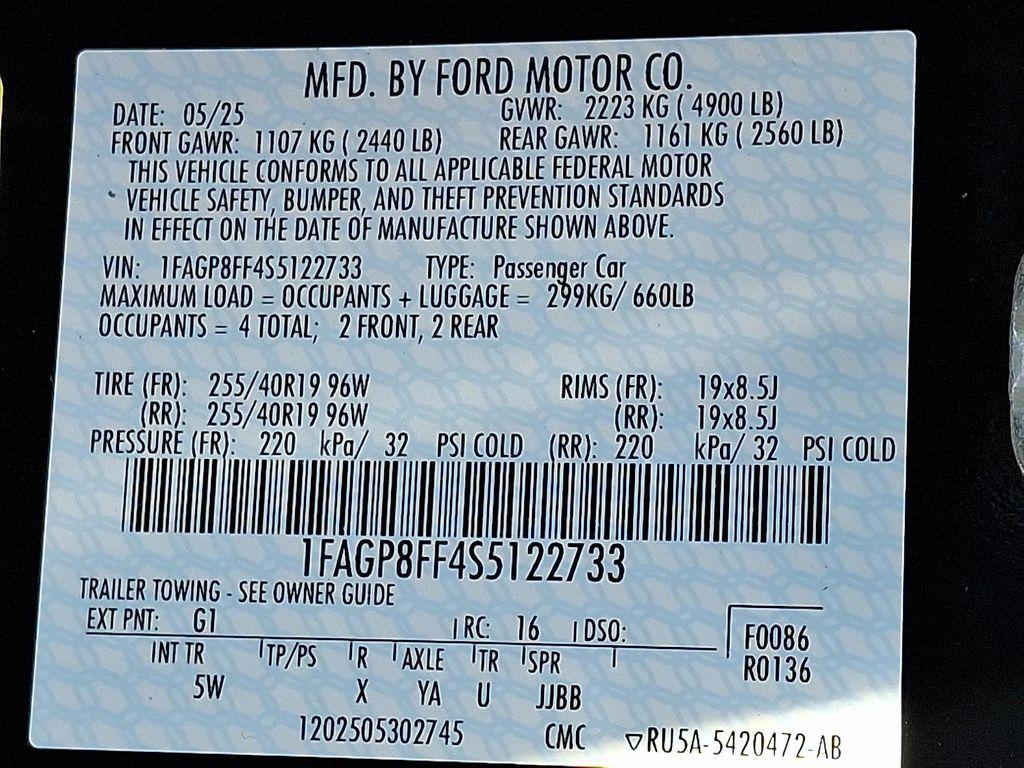 MFD. BY FORD MOTOR CO.
DATE: 05/25 GVWR: 2223 KG ( 4900 LB)
FRONT GAWR: 1107 KG ( 2440 LB) REAR GAWR: 1161 KG ( 2560 LB)
THIS VEHICLE CONFORMS TO ALL APPLICABLE FEDERAL MOTOR
VEHICLE SAFETY, BUMPER, AND THEFT PREVENTION STANDARDS
IN EFFECT ON THE DATE OF MANUFACTURE SHOWN ABOVE.
VIN: 1FAGP8FF4S5122733 TYPE: Passenger Car
MAXIMUM LOAD = OCCUPANTS + LUGGAGE = 299KG/ 660LB
OCCUPANTS = 4 TOTAL; 2 FRONT, 2 REAR
TIRE (FR): 255/40R19 96W RIMS (FR): 19x8.5J
(RR): 255/40R19 96W (RR): 19x8.5J
PRESSURE (FR): 220 kPa/ 32 PSI COLD (RR): 220 kPa/ 32 PSI COLD
1FAGP8FF4S5122733
TRAILER TOWING - SEE OWNER GUIDE
EXT PNT: G1 RC: 16 DSO: F0086
INT TR TP/PS R AXLE TR SPR R0136
5W X YA U JJBB
1202505302745 CMC ▽RU5A-5420472-AB